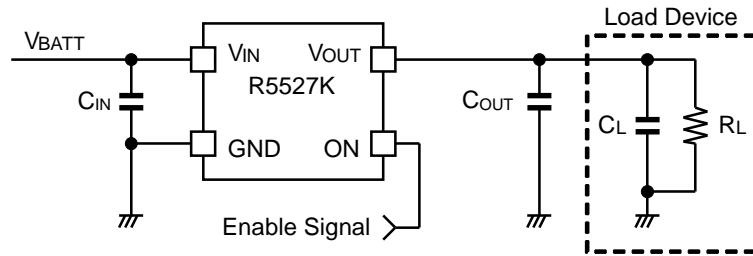 Load Device
VBATT
VIN
VOUT
R5527K
CIN
COUT
CL
RL
GND
ON
Enable Signal